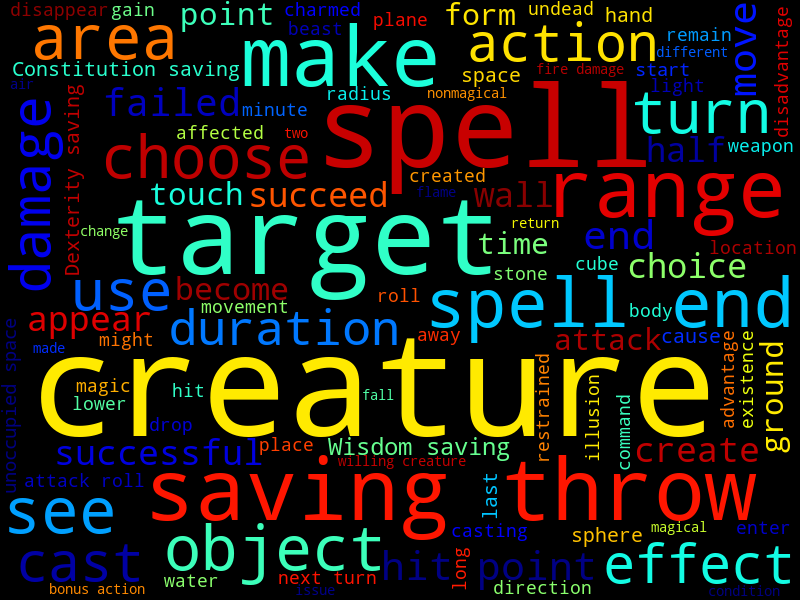 disappear
gain
point
charmed
beast
plane
form
undead
hand
move
disadvantage
area
make
action
remain
different
Constitution saving
space
fire damage
start
light
air
damage
Dexterity saving
failed
minute
radius
nonmagical
spell
turn
affected
two
choose
half
weapon
touch
succeed
created
flame
wall
range
target
change
return
time
end
location
stone
cube
choice
use
become
movement
roll
spell end
body
appear
might
made
duration
away
attack
cause
creature
magic
lower
hit
fall
restrained
illusion
command
advantage
existence
ground
drop
unoccupied space
successful
place
Wisdom saving
willing creature
create
attack roll
saving throw
last
see
casting
sphere
magical
enter
cast
object
hit point
effect
long
bonus action
water
next turn
issue
direction
condition